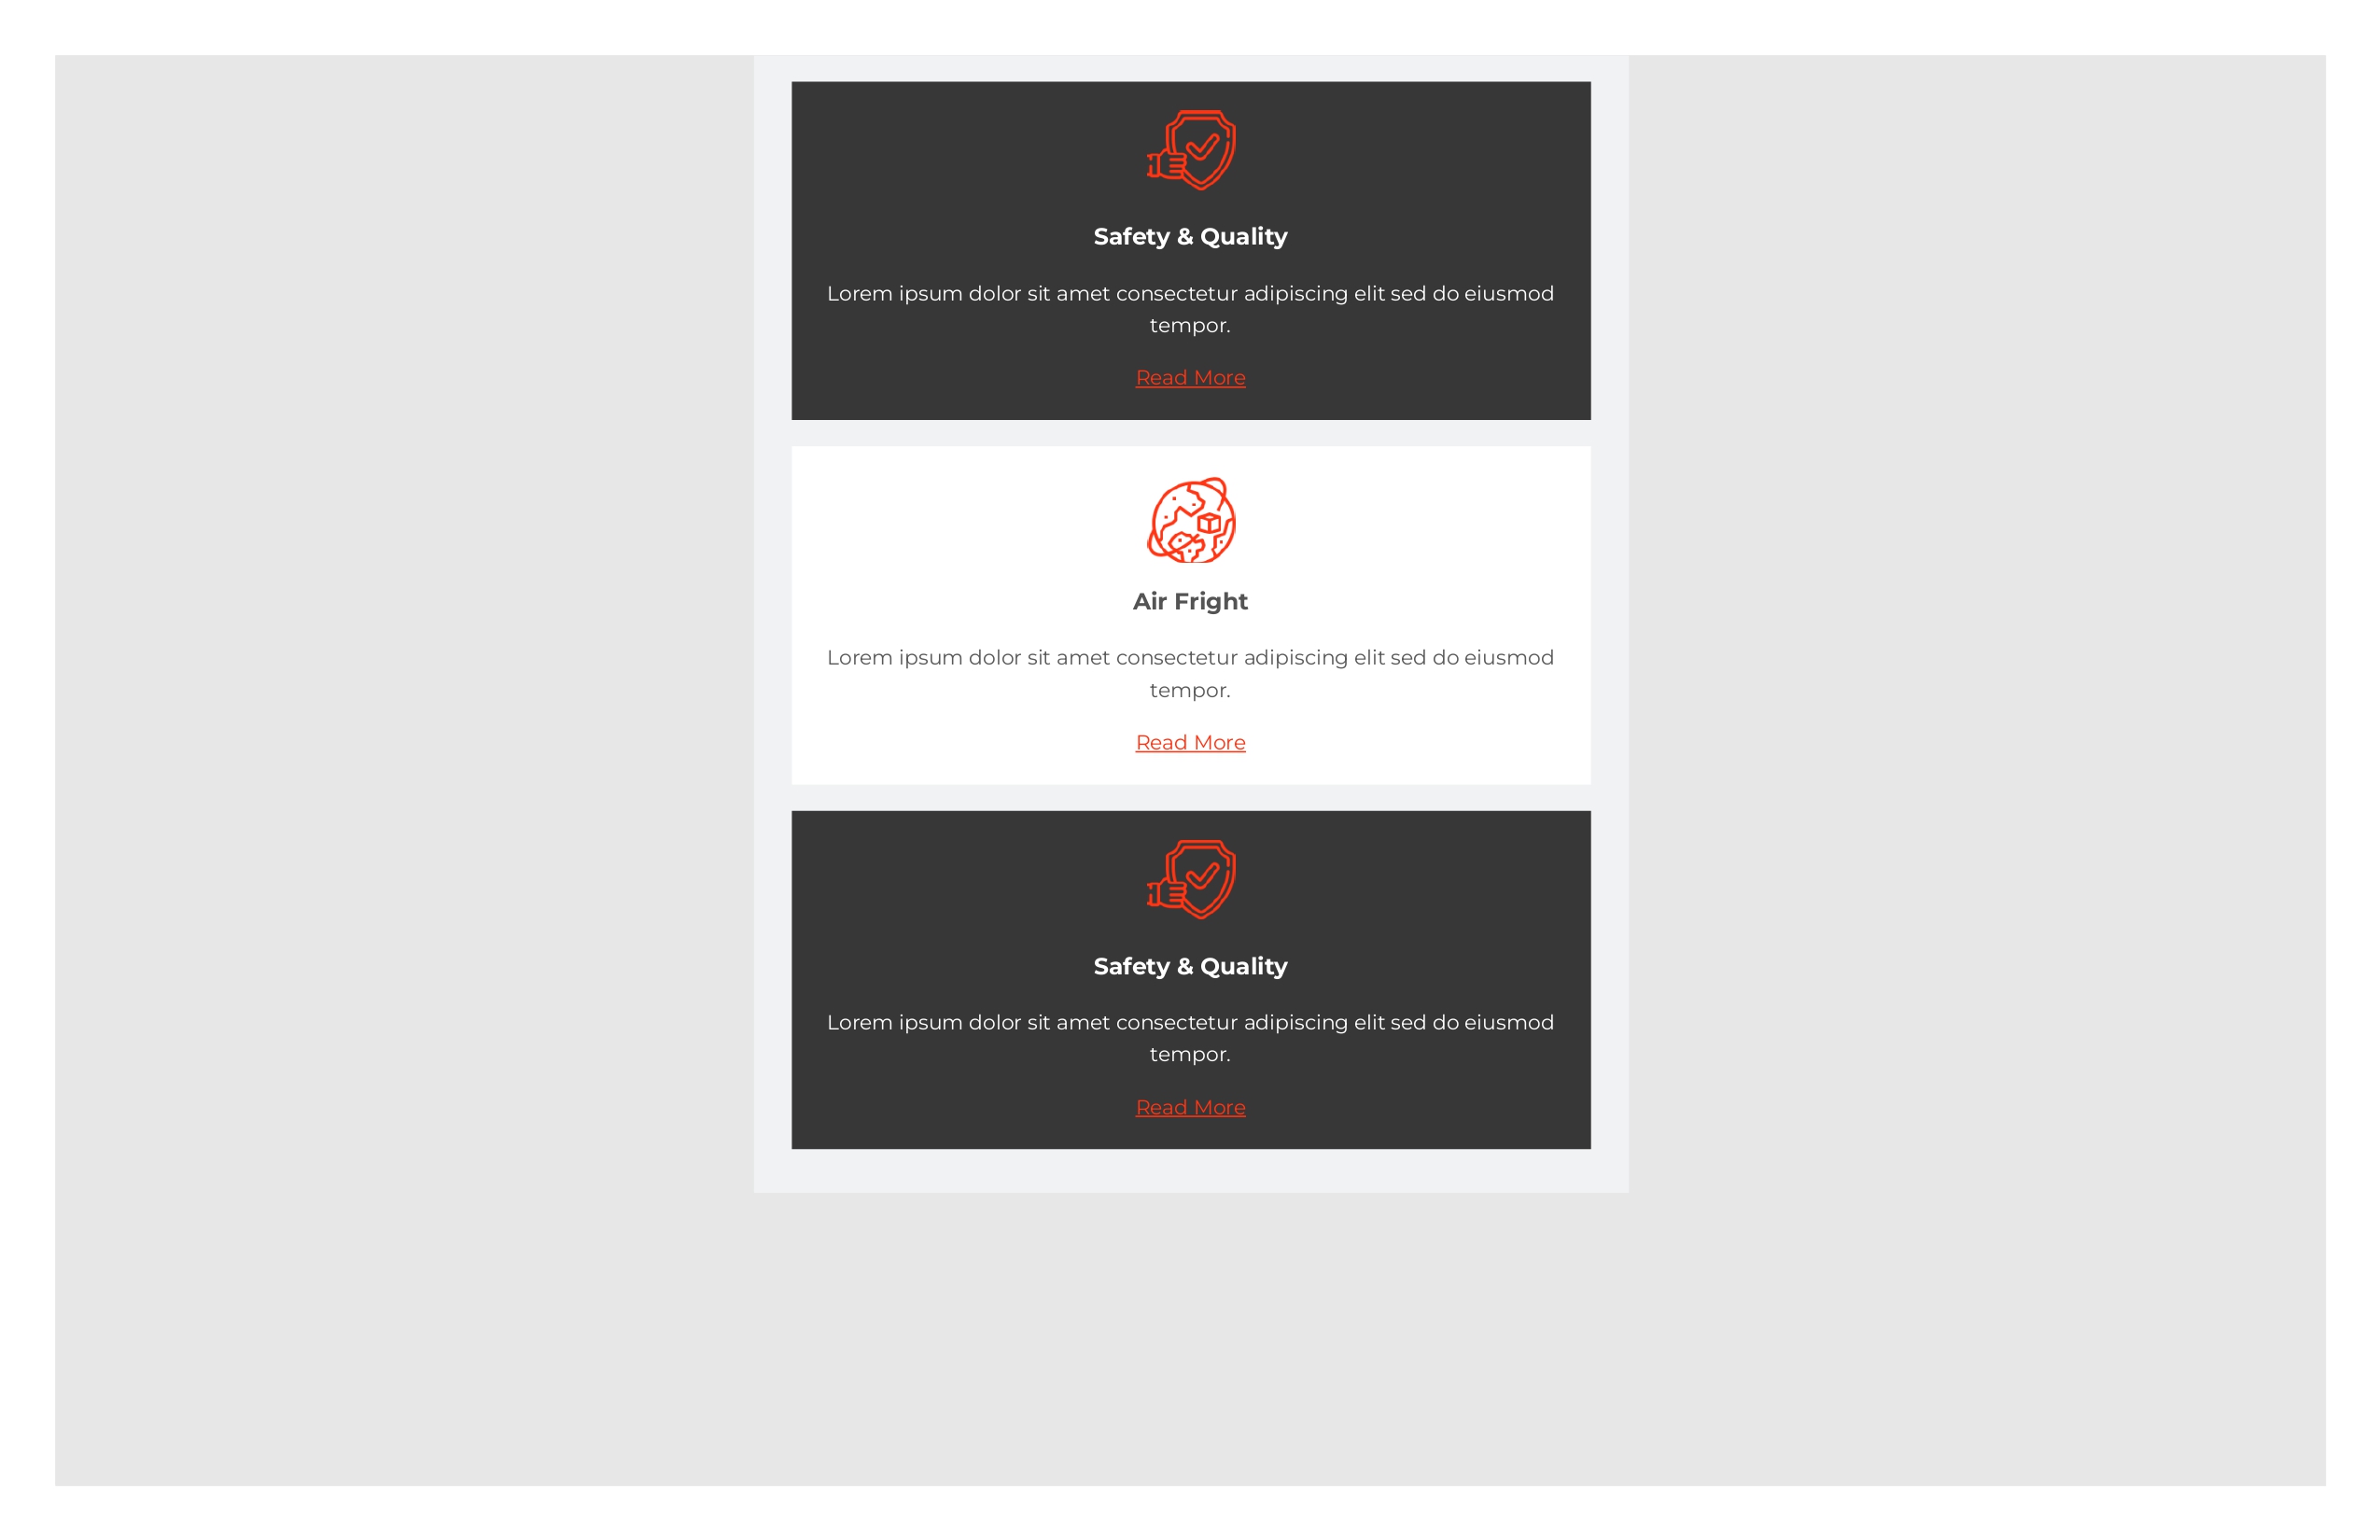 Safety & Quality
Lorem ipsum dolor sit amet consectetur adipiscing elit sed do eiusmod
tempor.
Read More
Air Fright
Lorem ipsum dolor sit amet consectetur adipiscing elit sed do eiusmod
tempor.
Read More
Safety & Quality
Lorem ipsum dolor sit amet consectetur adipiscing elit sed do eiusmod
tempor.
Read More